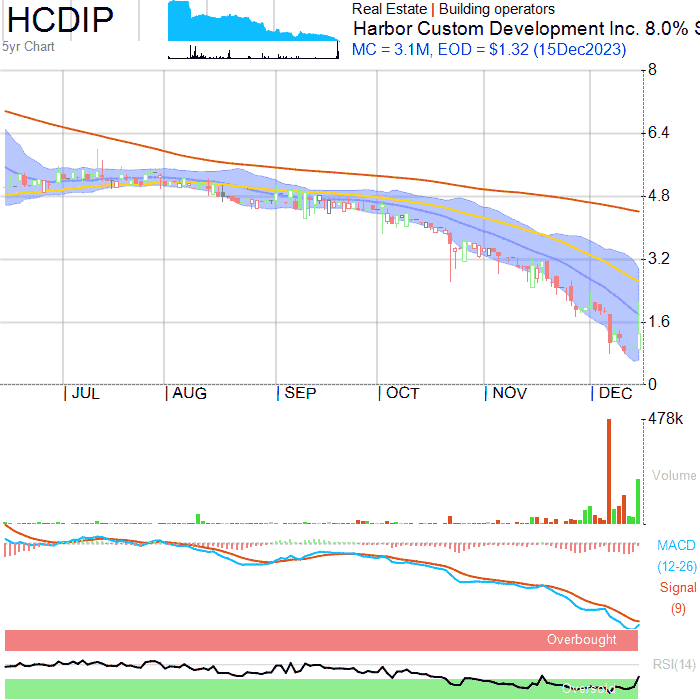 HCDIP
5yr Chart
Real Estate | Building operators
Harbor Custom Development Inc. 8.0% S
MC = 3.1M, EOD = $1.32 (15Dec2023)
8
6.4
4.8
3.2
1.6
0
JUL AUG SEP OCT NOV DEC
478k
Volume
MACD
(12-26)
Signal
(9)
Overbought
RSI(14)
Oversold